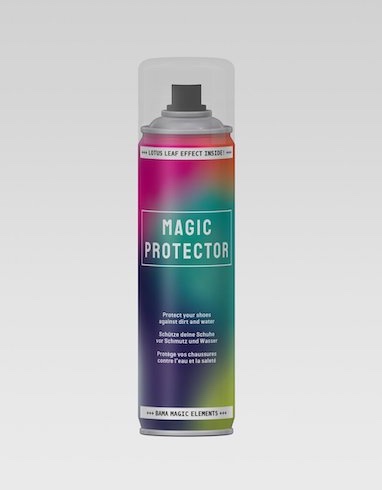 +++ LOTUS LEAF EFFECT INSIDE!
MAGIC
PROTECTOR
Protect your shoes
against dirt and water
Schütze deine Schuhe
vor Schmutz und Wasser
Protège vos chaussures
contre l'eau et la saleté
+++ BAMA MAGIC ELEMENTS +++